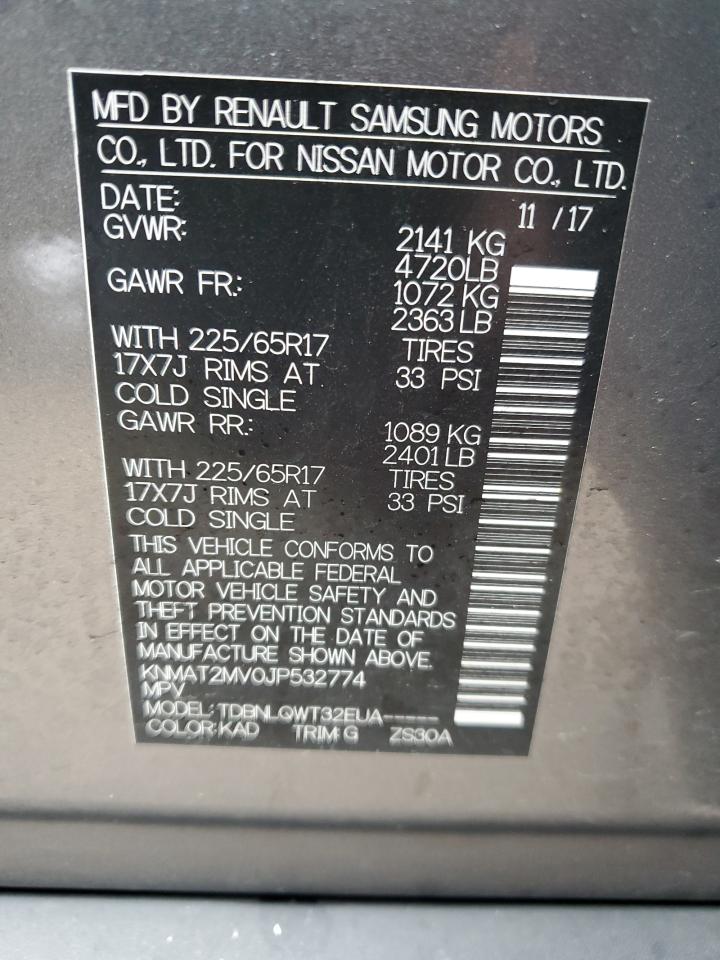 MFD BY RENAULT SAMSUNG MOTORS
CO., LTD. FOR NISSAN MOTOR CO., LTD.
DATE: 11 /17
GVWR: 2141 KG
4720LB
GAWR FR.: 1072 KG
2363 LB
WITH 225/65R17 TIRES
17X7J RIMS AT 33 PSI
COLD SINGLE
GAWR RR.: 1089 KG
2401 LB
WITH 225/65R17 TIRES
17X7J RIMS AT 33 PSI
COLD SINGLE
THIS VEHICLE CONFORMS TO
ALL APPLICABLE FEDERAL
MOTOR VEHICLE SAFETY AND
THEFT PREVENTION STANDARDS
IN EFFECT ON THE DATE OF
MANUFACTURE SHOWN ABOVE.
KNMAT2MV0JP532774
MPV
MODEL: TDBNLQWT32EUA-----
COLOR:KAD TRIM:G ZS30A